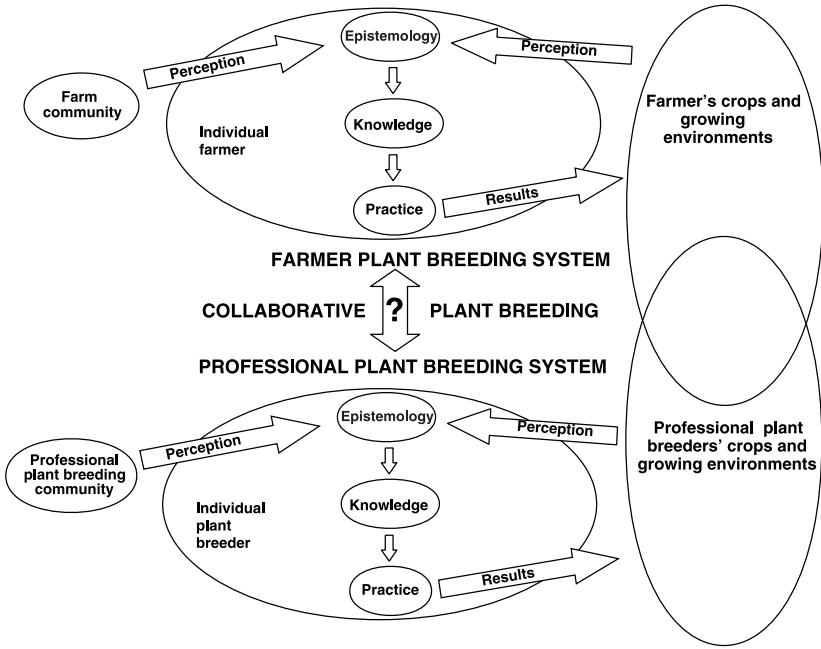 Epistemology
Perception
Perception
Farm
community
Farmer's crops and
growing
environments
Individual
farmer
Knowledge
Practice
Results
FARMER PLANT BREEDING SYSTEM
COLLABORATIVE ? PLANT BREEDING
PROFESSIONAL PLANT BREEDING SYSTEM
Epistemology
Perception
Perception
Professional
plant breeding
community
Professional plant
breeders' crops and
growing environments
Individual
plant
breeder
Knowledge
Practice
Results